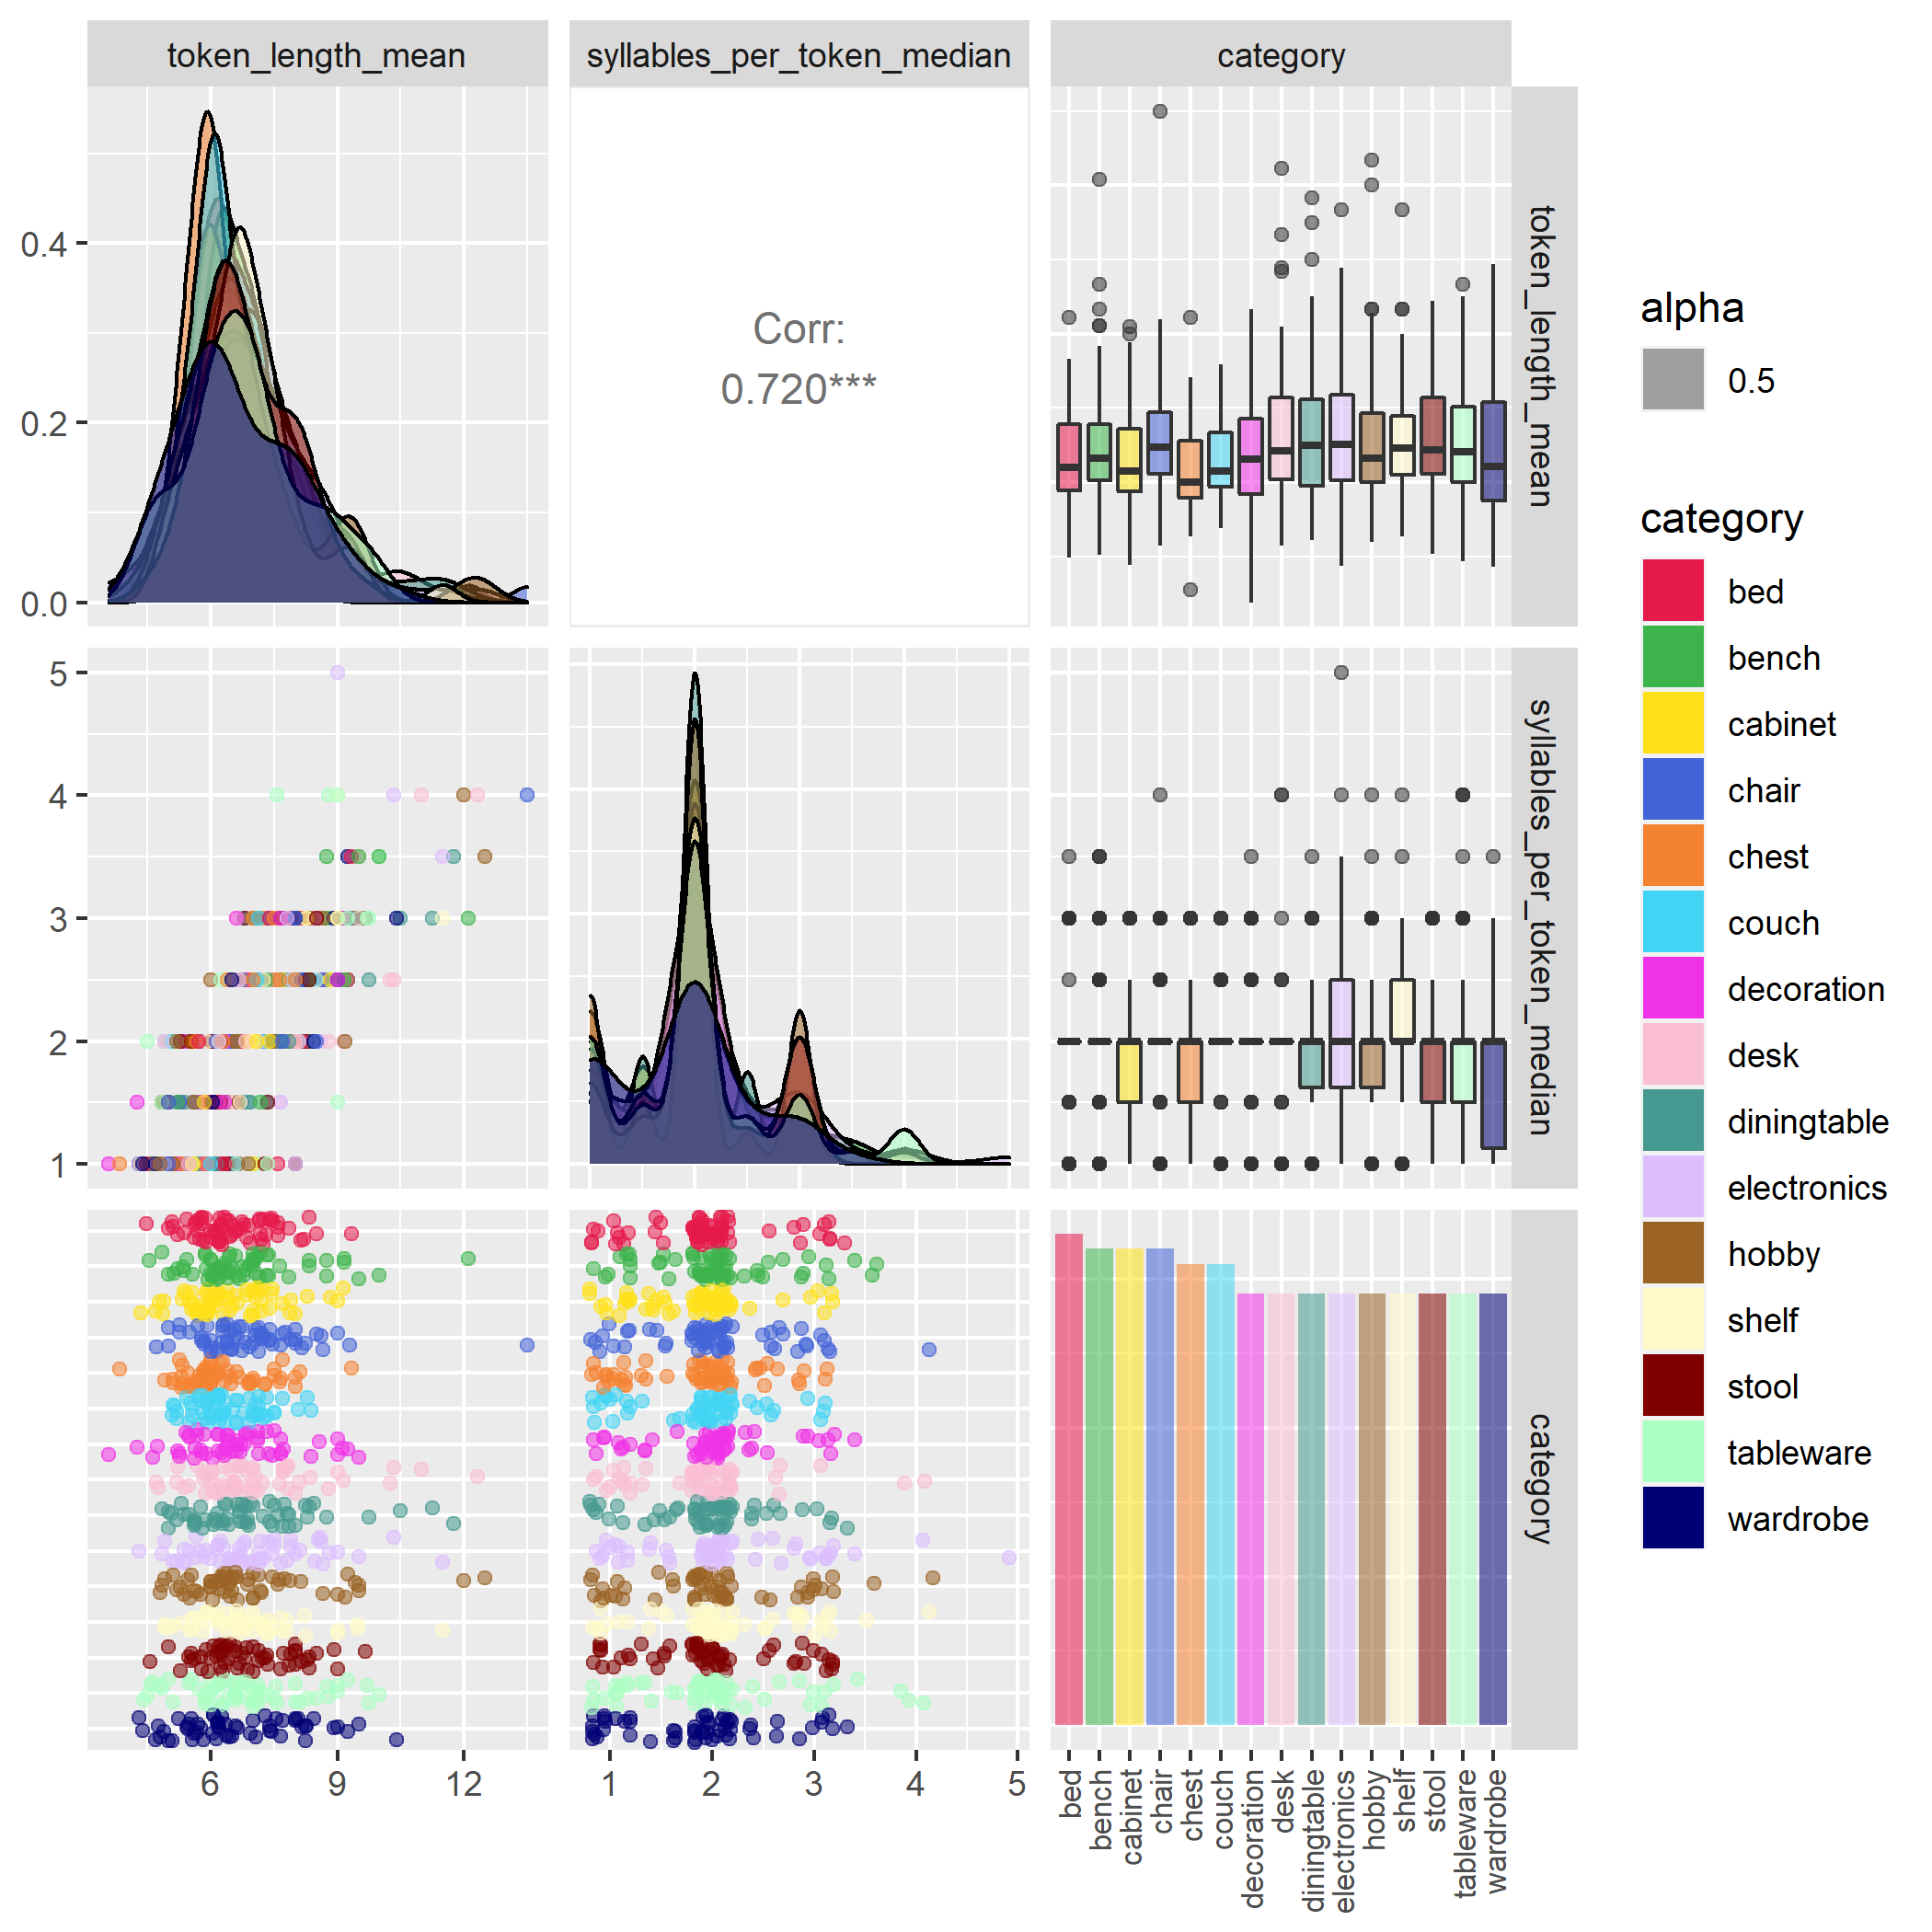 token_length_mean
syllables_per_token_median
category
0.4
0.2
0.0
Corr:
0.720***
token_length_mean
5
4
3
2
1
syllables_per_token_median
category
6
9
12
1
2
3
4
5
bed
bench
cabinet
chair
chest
couch
decoration
desk
diningtable
electronics
hobby
shelf
stool
tableware
wardrobe
alpha
0.5
category
bed
bench
cabinet
chair
chest
couch
decoration
desk
diningtable
electronics
hobby
shelf
stool
tableware
wardrobe